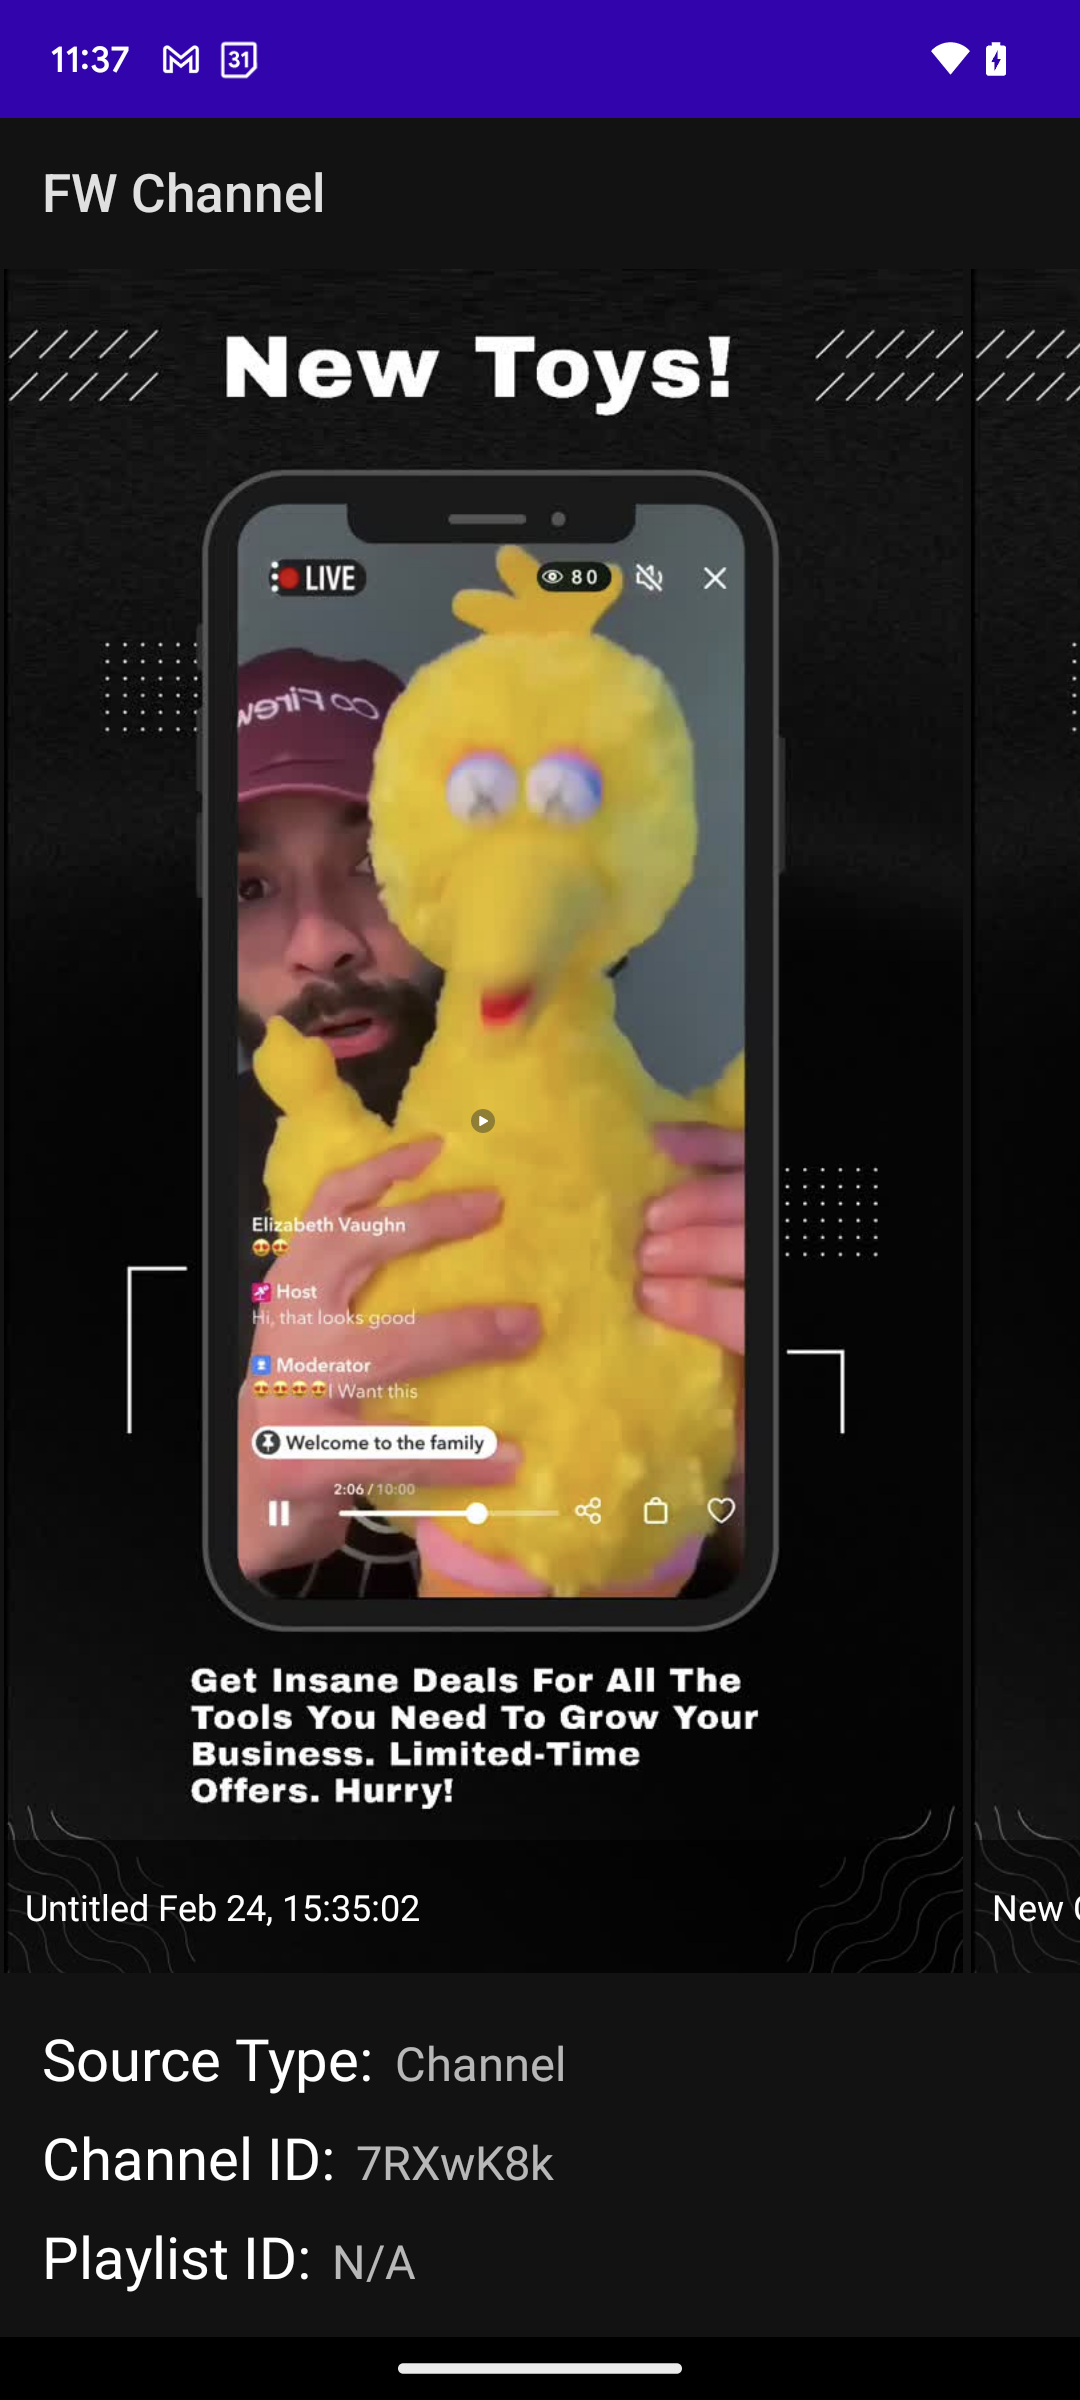 11:37
31
FW Channel
New Toys!
LIVE
80
Elizabeth Vaughn
😍😍
Host
Hi, that looks good
Moderator
😍😍😍😍I Want this
Welcome to the family
2:06 / 10:00
Get Insane Deals For All The
Tools You Need To Grow Your
Business. Limited-Time
Offers. Hurry!
Untitled Feb 24, 15:35:02
New
Source Type: Channel
Channel ID: 7RXwK8k
Playlist ID: N/A